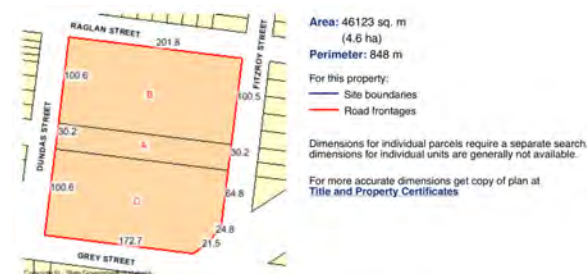 RAGLAN STREET
201.8
FITZROY STREET
100.6
B
100.5
DUNDAS STREET
30.2
A
30.2
100.6
D
64.8
24.8
172.7
21.5
GREY STREET
Area: 46123 sq. m
(4.6 ha)
Perimeter: 848 m
For this property:
Site boundaries
Road frontages
Dimensions for individual parcels require a separate search,
dimensions for individual units are generally not available.
For more accurate dimensions get copy of plan at
Title and Property Certificates